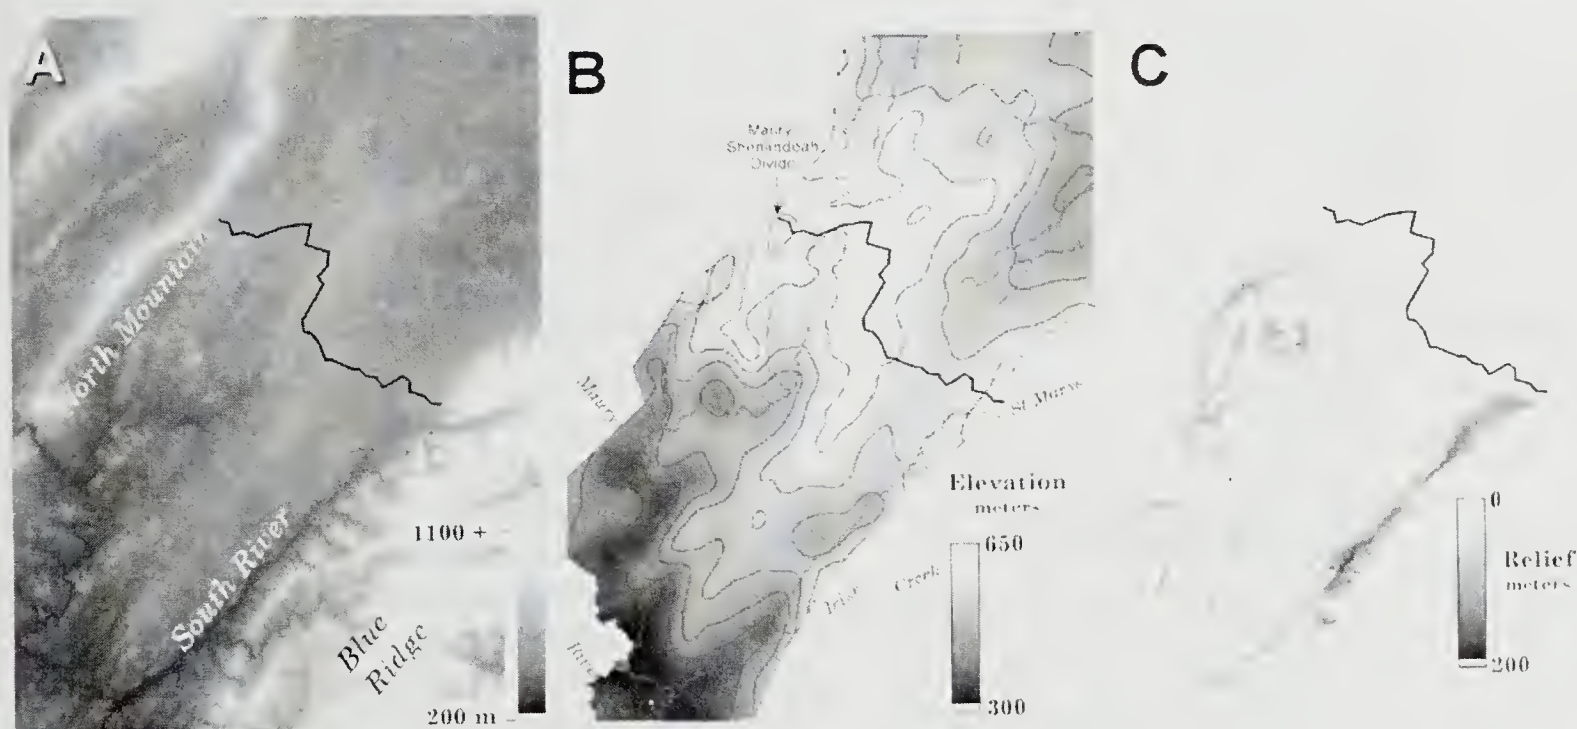 A
North Mountain
South River
Blue
Ridge
1100 +
200 m
B
Maury
Shenandoah
Divide
Maury
St Marys
Irish Creek
Elevation
meters
650
300
C
0
Relief
meters
200